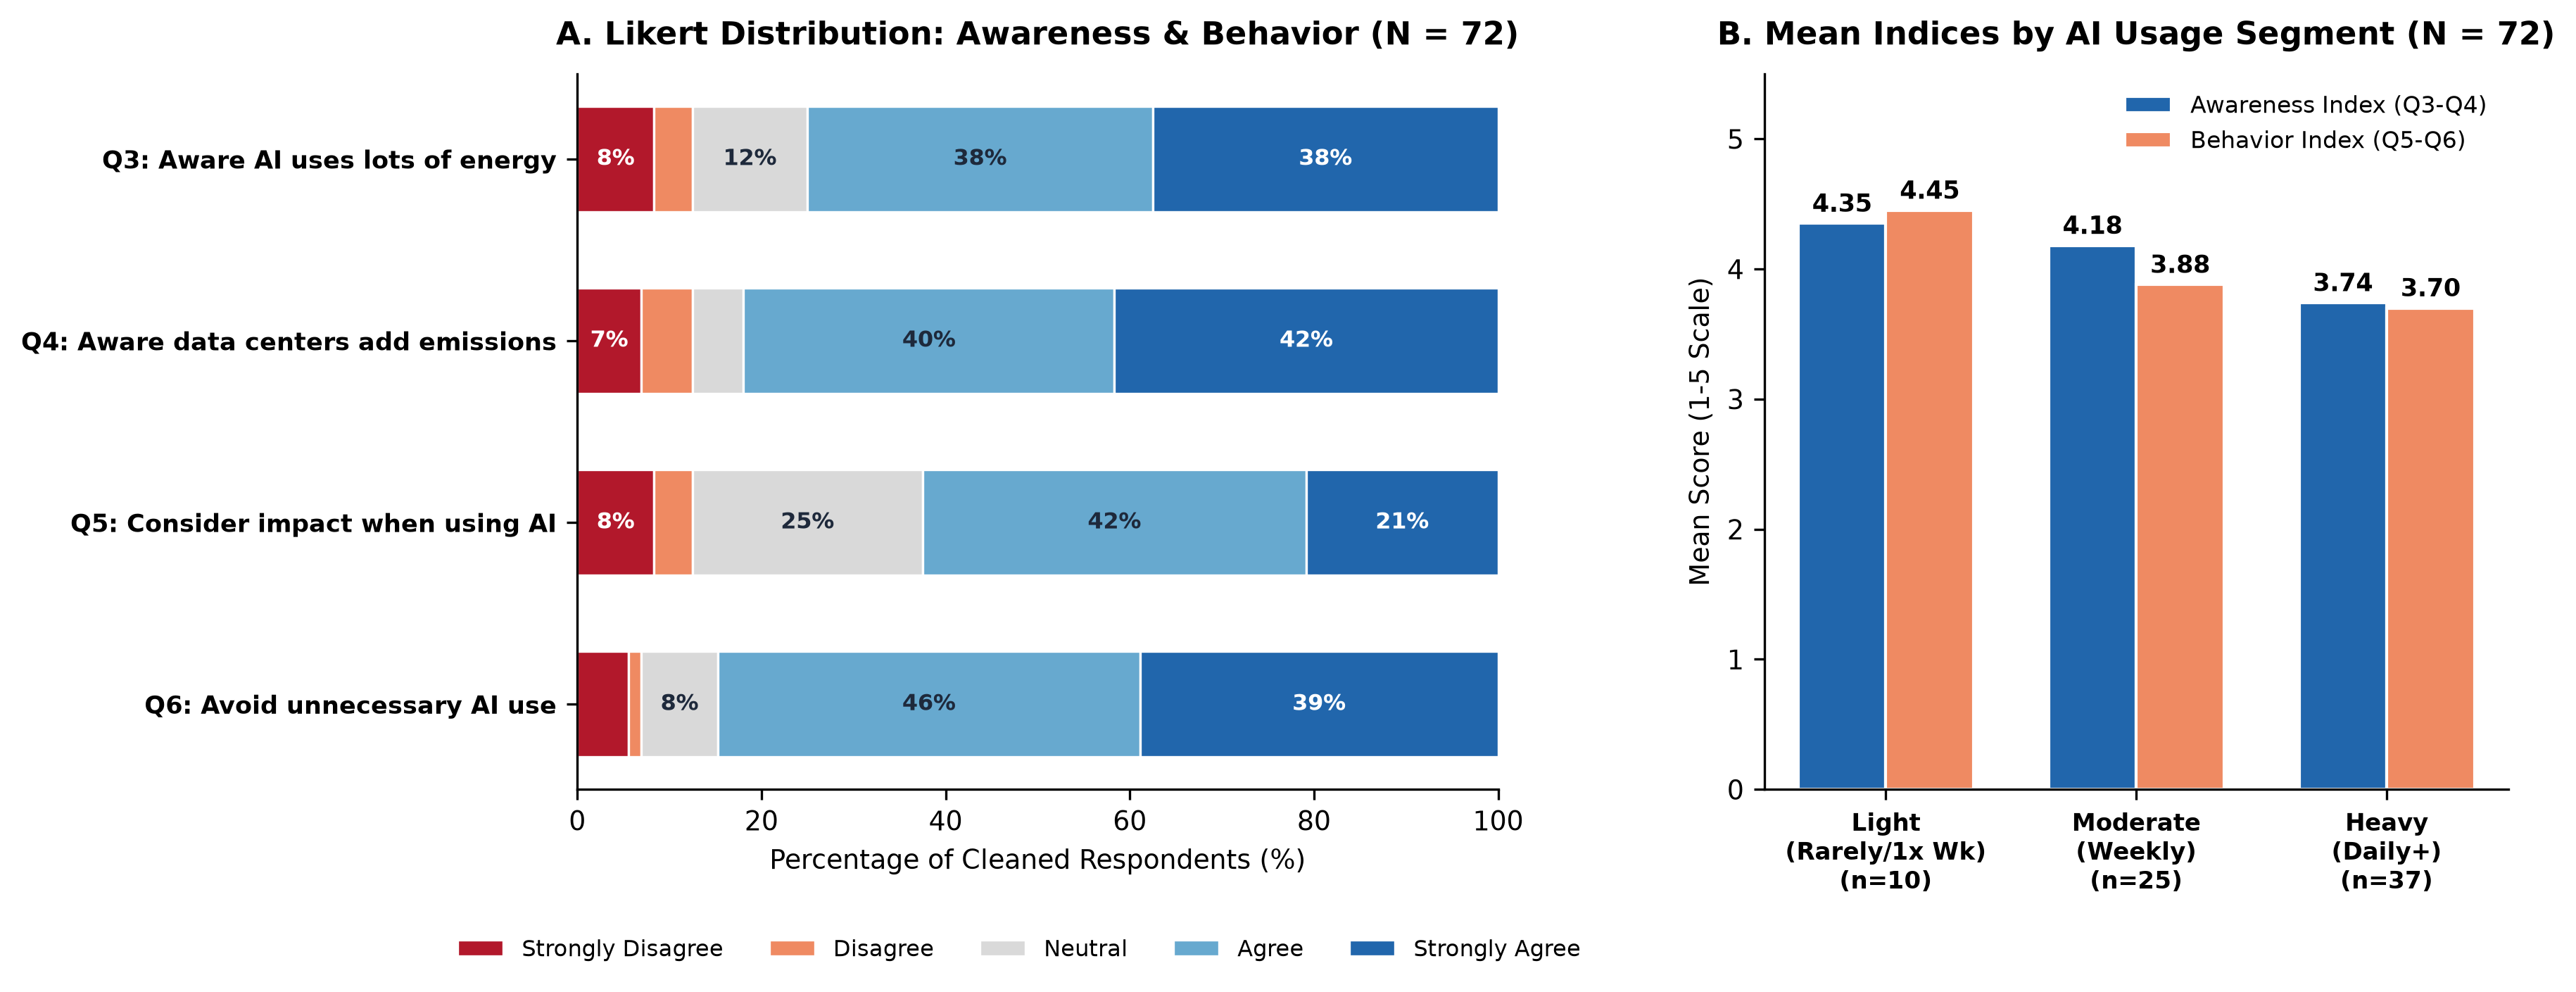 A. Likert Distribution: Awareness & Behavior (N = 72)
Q3: Aware AI uses lots of energy
8%
12%
38%
38%
Q4: Aware data centers add emissions
7%
40%
42%
Q5: Consider impact when using AI
8%
25%
42%
21%
Q6: Avoid unnecessary AI use
8%
46%
39%
0
20
40
60
80
100
Percentage of Cleaned Respondents (%)
Strongly Disagree
Disagree
Neutral
Agree
Strongly Agree
B. Mean Indices by AI Usage Segment (N = 72)
Awareness Index (Q3-Q4)
Behavior Index (Q5-Q6)
Mean Score (1-5 Scale)
5
4
3
2
1
0
4.35
4.45
4.18
3.88
3.74
3.70
Light
(Rarely/1x Wk)
(n=10)
Moderate
(Weekly)
(n=25)
Heavy
(Daily+)
(n=37)